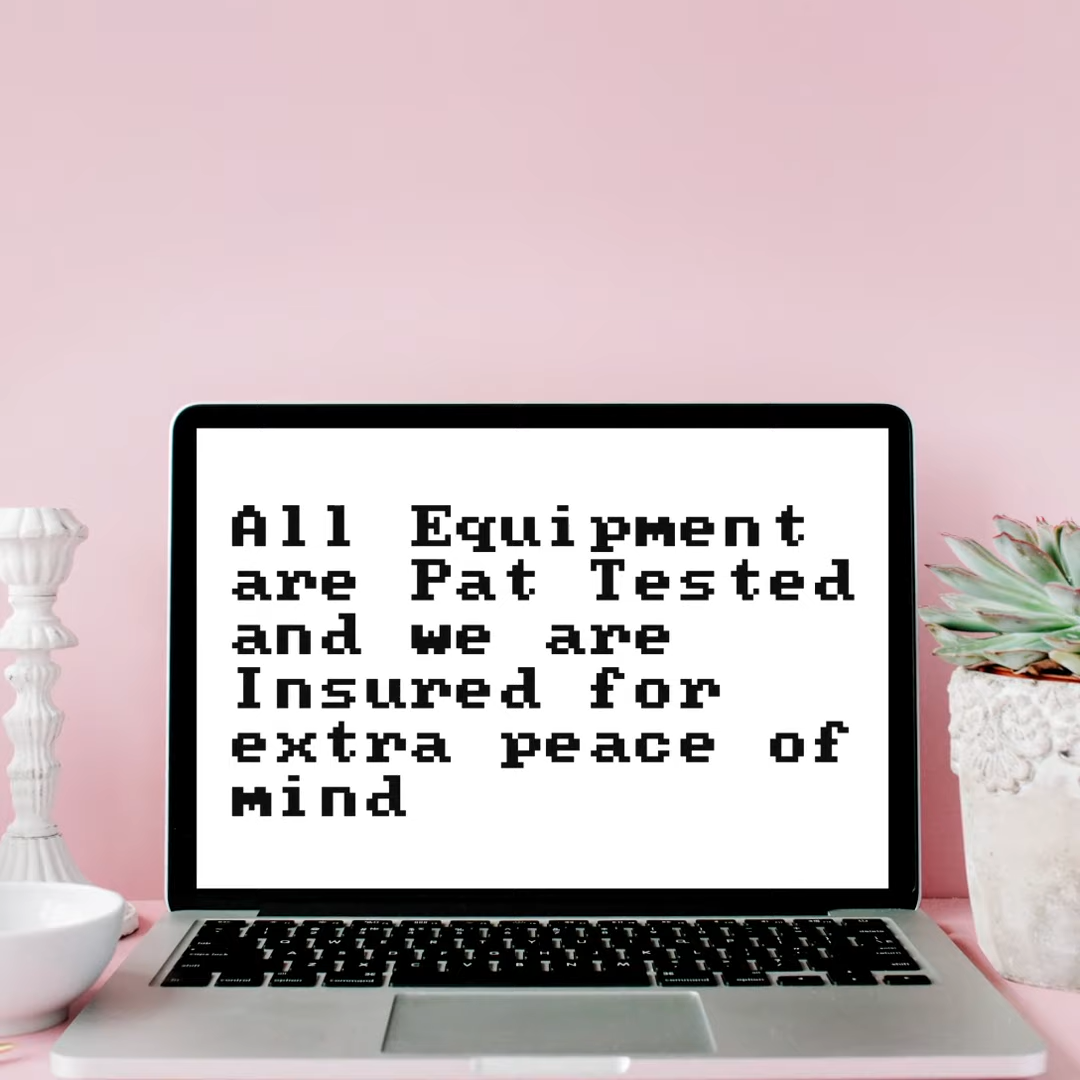 All Equipment
are Pat Tested
and we are
Insured for
extra peace of
mind